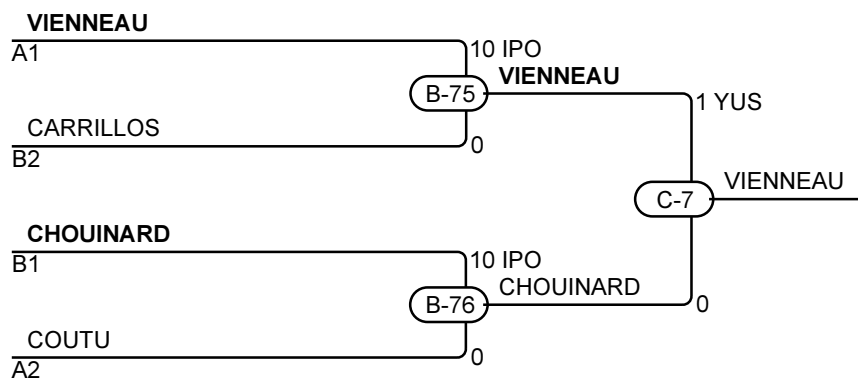 VIENNEAU
A1
10 IPO
B-75
VIENNEAU
CARRILLOS
B2
0
1 YUS
C-7
VIENNEAU
CHOUINARD
B1
10 IPO
B-76
CHOUINARD
0
COUTU
A2
0